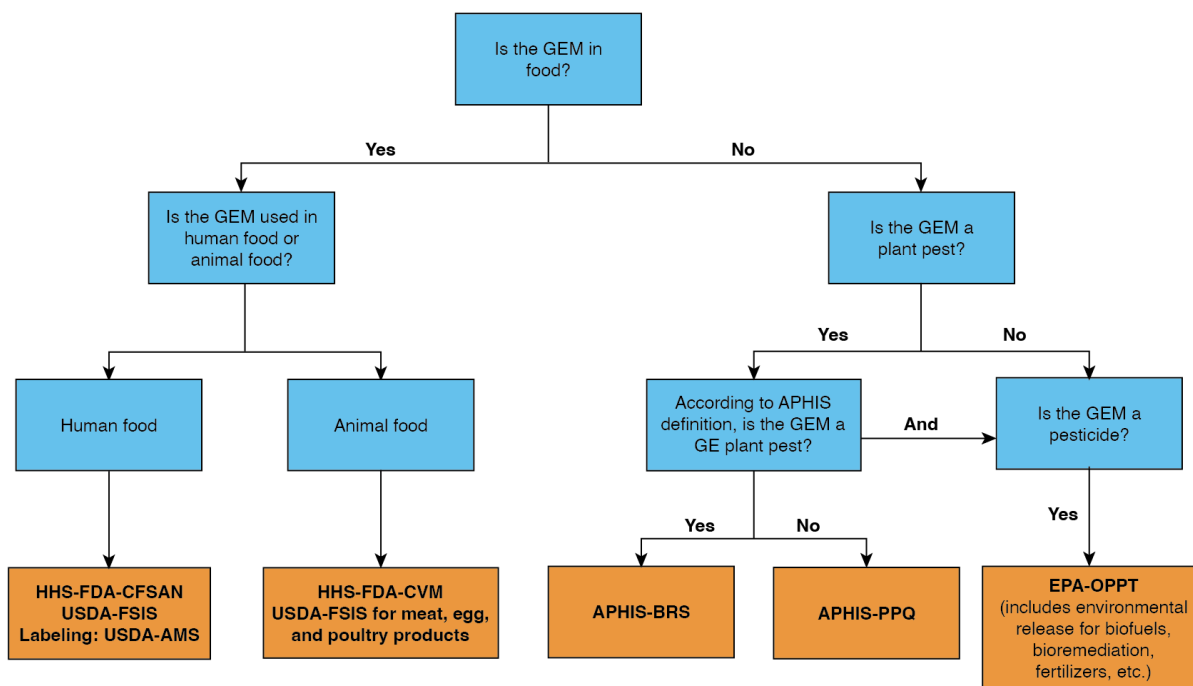 Is the GEM in
food?
Yes
No
Is the GEM used in
human food or
animal food?
Is the GEM a
plant pest?
Yes
No
Human food
Animal food
According to APHIS
definition, is the GEM a
GE plant pest?
And
Is the GEM a
pesticide?
Yes
No
Yes
HHS-FDA-CFSAN
USDA-FSIS
Labeling: USDA-AMS
HHS-FDA-CVM
USDA-FSIS for meat, egg,
and poultry products
APHIS-BRS
APHIS-PPQ
EPA-OPPT
(includes environmental
release for biofuels,
bioremediation,
fertilizers, etc.)